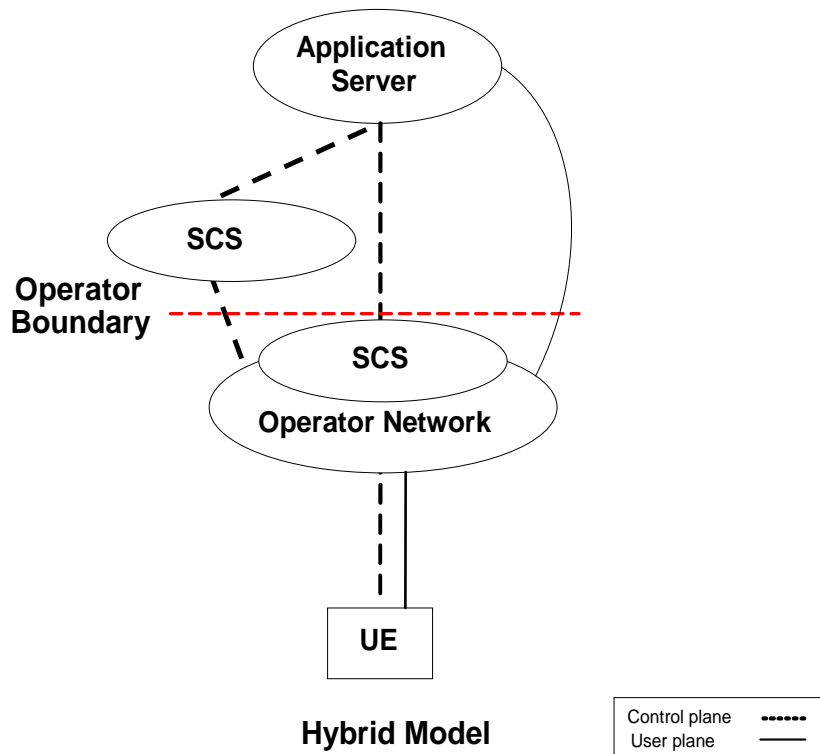 Application
Server
SCS
Operator
Boundary
SCS
Operator Network
UE
Hybrid Model
Control plane
User plane